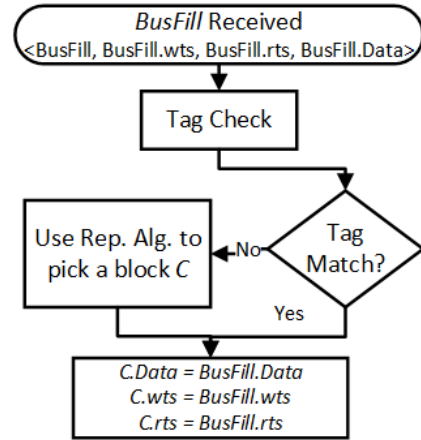 BusFill Received
<BusFill, BusFill.wts, BusFill.rts, BusFill.Data>
Tag Check
Use Rep. Alg. to
pick a block C
No
Tag
Match?
Yes
C.Data = BusFill.Data
C.wts = BusFill.wts
C.rts = BusFill.rts